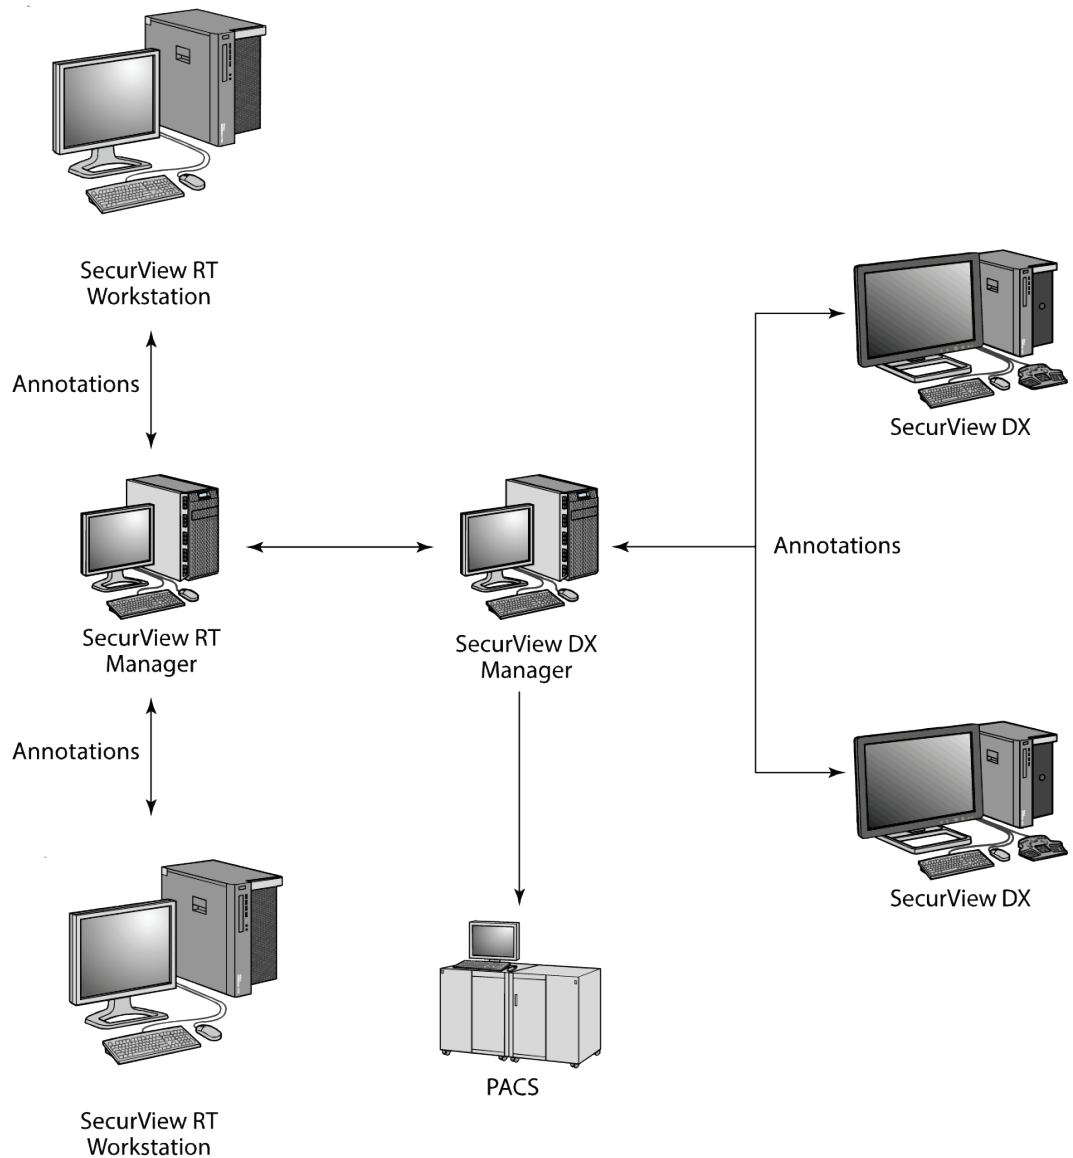 SecurView RT
Workstation
Annotations
SecurView DX
SecurView RT
Manager
SecurView DX
Manager
Annotations
Annotations
SecurView DX
PACS
SecurView RT
Workstation